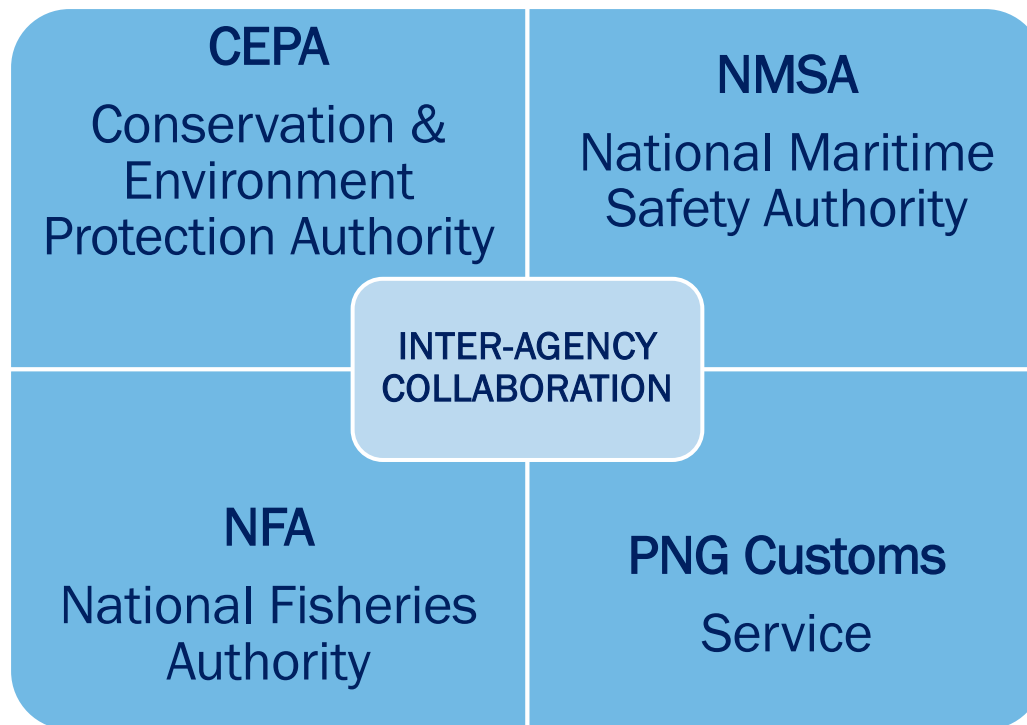 CEPA
Conservation &
Environment
Protection Authority
NMSA
National Maritime
Safety Authority
INTER-AGENCY
COLLABORATION
NFA
National Fisheries
Authority
PNG Customs
Service